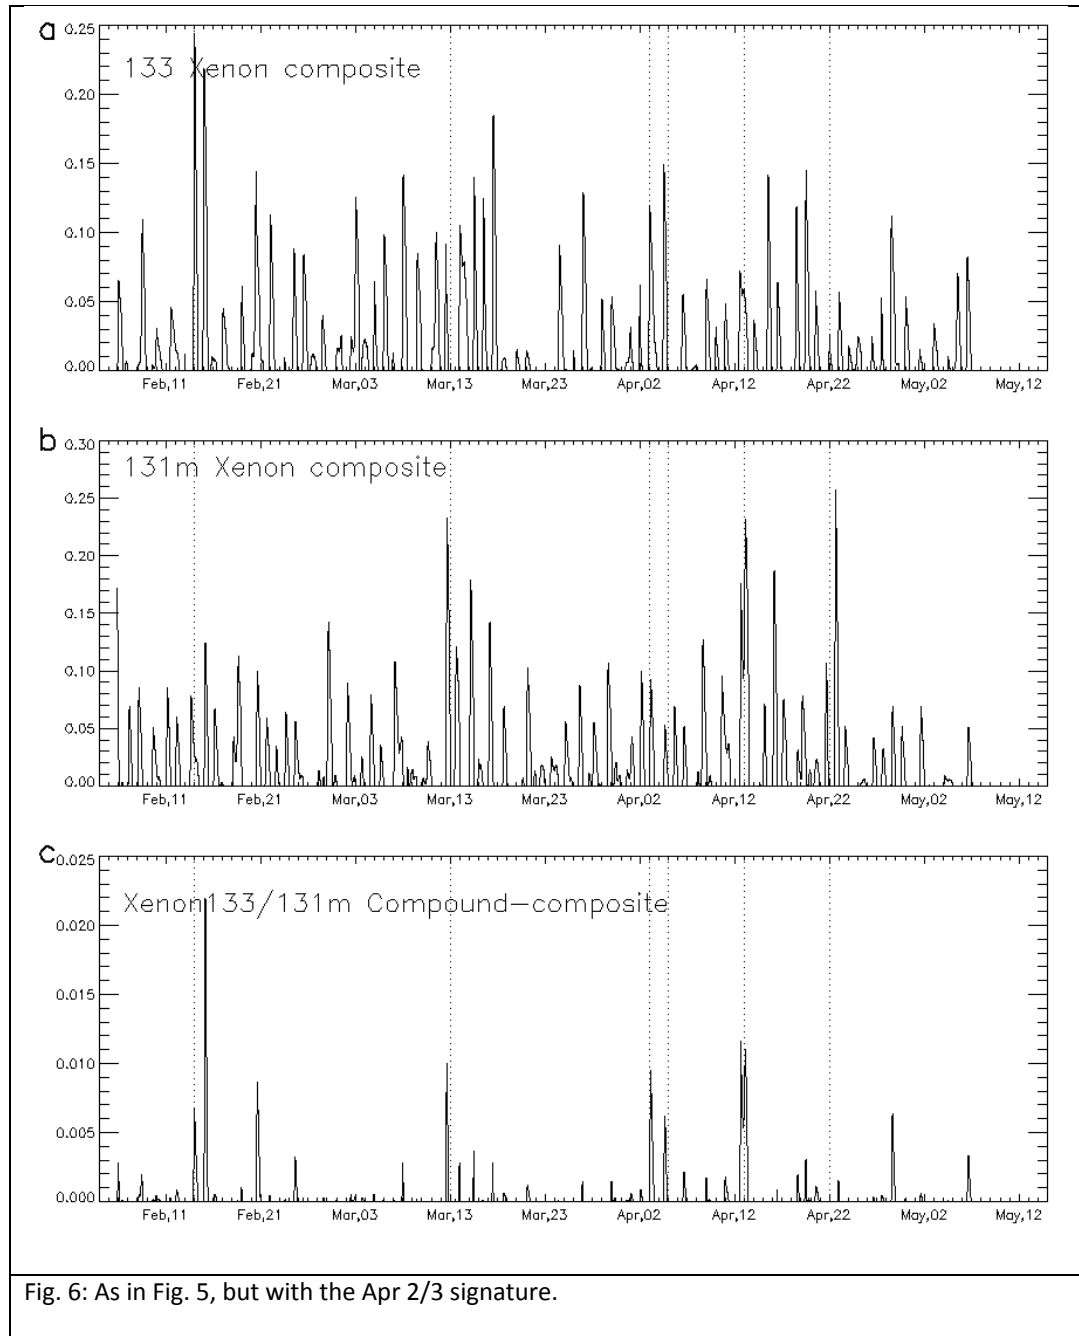 a
0.25
133 Xenon composite
0.20
0.15
0.10
0.05
0.00
Feb,11 Feb,21 Mar,03 Mar,13 Mar,23 Apr,02 Apr,12 Apr,22 May,02 May,12
b
0.30
131m Xenon composite
0.25
0.20
0.15
0.10
0.05
0.00
Feb,11 Feb,21 Mar,03 Mar,13 Mar,23 Apr,02 Apr,12 Apr,22 May,02 May,12
c
0.025
Xenon133/131m Compound-composite
0.020
0.015
0.010
0.005
0.000
Feb,11 Feb,21 Mar,03 Mar,13 Mar,23 Apr,02 Apr,12 Apr,22 May,02 May,12
Fig. 6: As in Fig. 5, but with the Apr 2/3 signature.